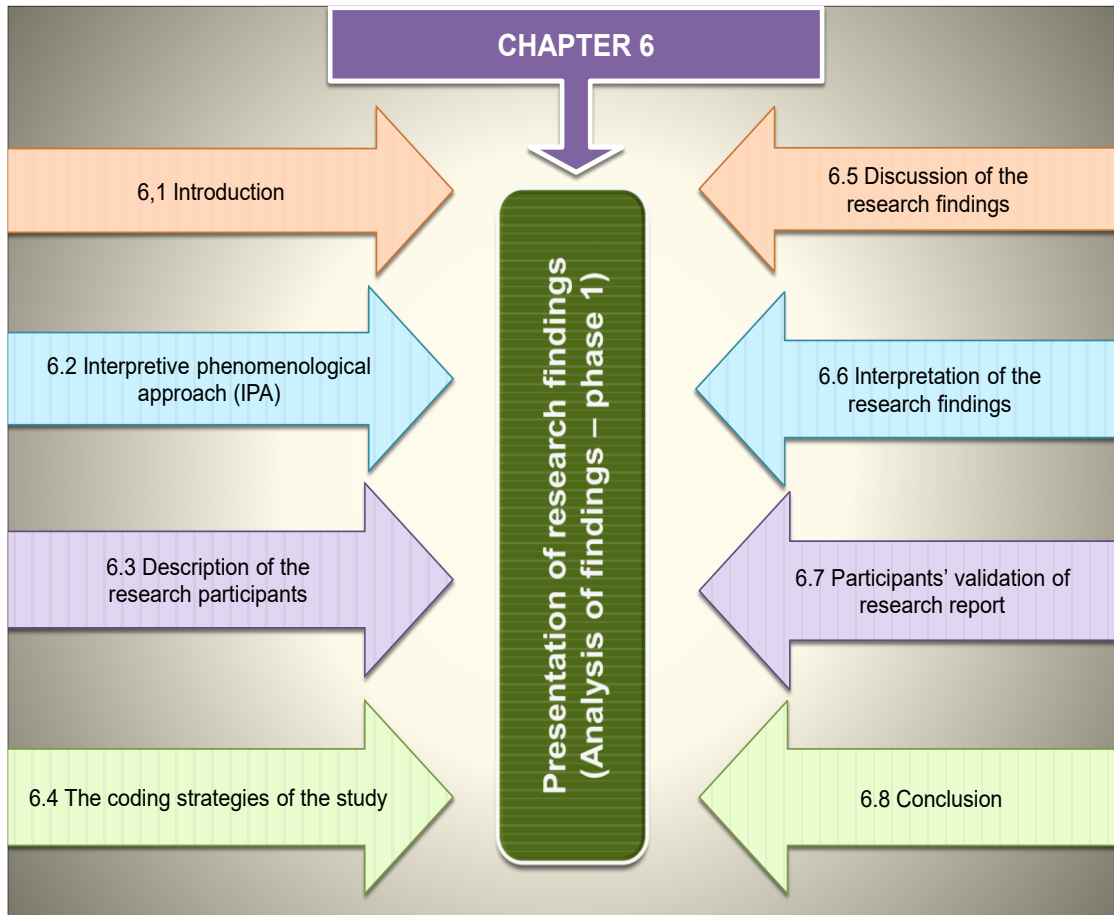 CHAPTER 6
6,1 Introduction
6.2 Interpretive phenomenological
approach (IPA)
6.3 Description of the
research participants
6.4 The coding strategies of the study
Presentation of research findings
(Analysis of findings – phase 1)
6.5 Discussion of the
research findings
6.6 Interpretation of the
research findings
6.7 Participants’ validation of
research report
6.8 Conclusion